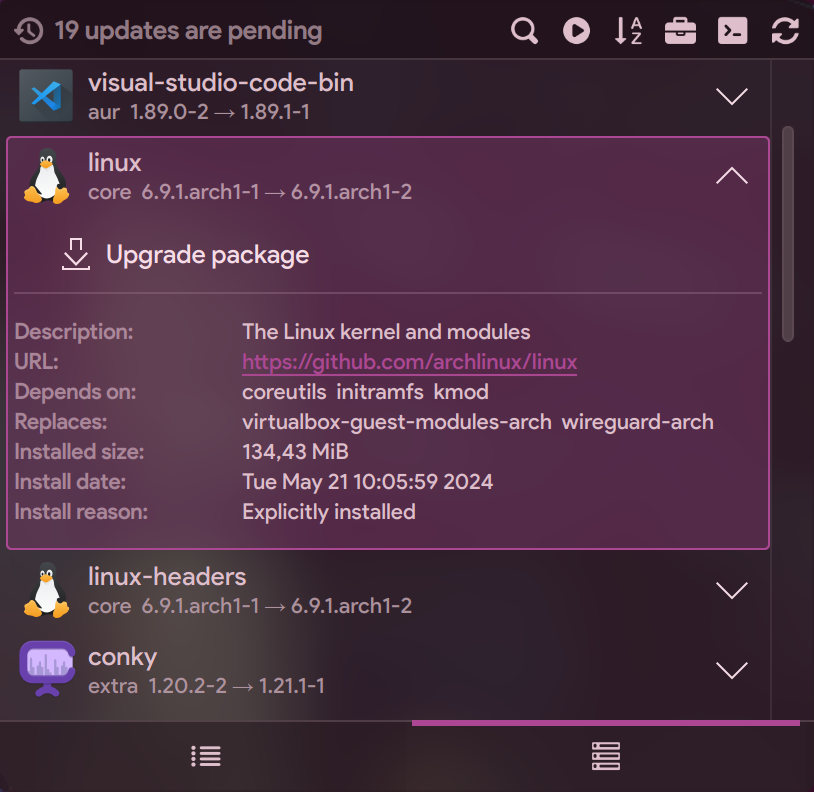 19 updates are pending
visual-studio-code-bin
aur 1.89.0-2 → 1.89.1-1
linux
core 6.9.1.arch1-1 → 6.9.1.arch1-2
Upgrade package
Description: The Linux kernel and modules
URL: https://github.com/archlinux/linux
Depends on: coreutils initramfs kmod
Replaces: virtualbox-guest-modules-arch wireguard-arch
Installed size: 134,43 MiB
Install date: Tue May 21 10:05:59 2024
Install reason: Explicitly installed
linux-headers
core 6.9.1.arch1-1 → 6.9.1.arch1-2
conky
extra 1.20.2-2 → 1.21.1-1